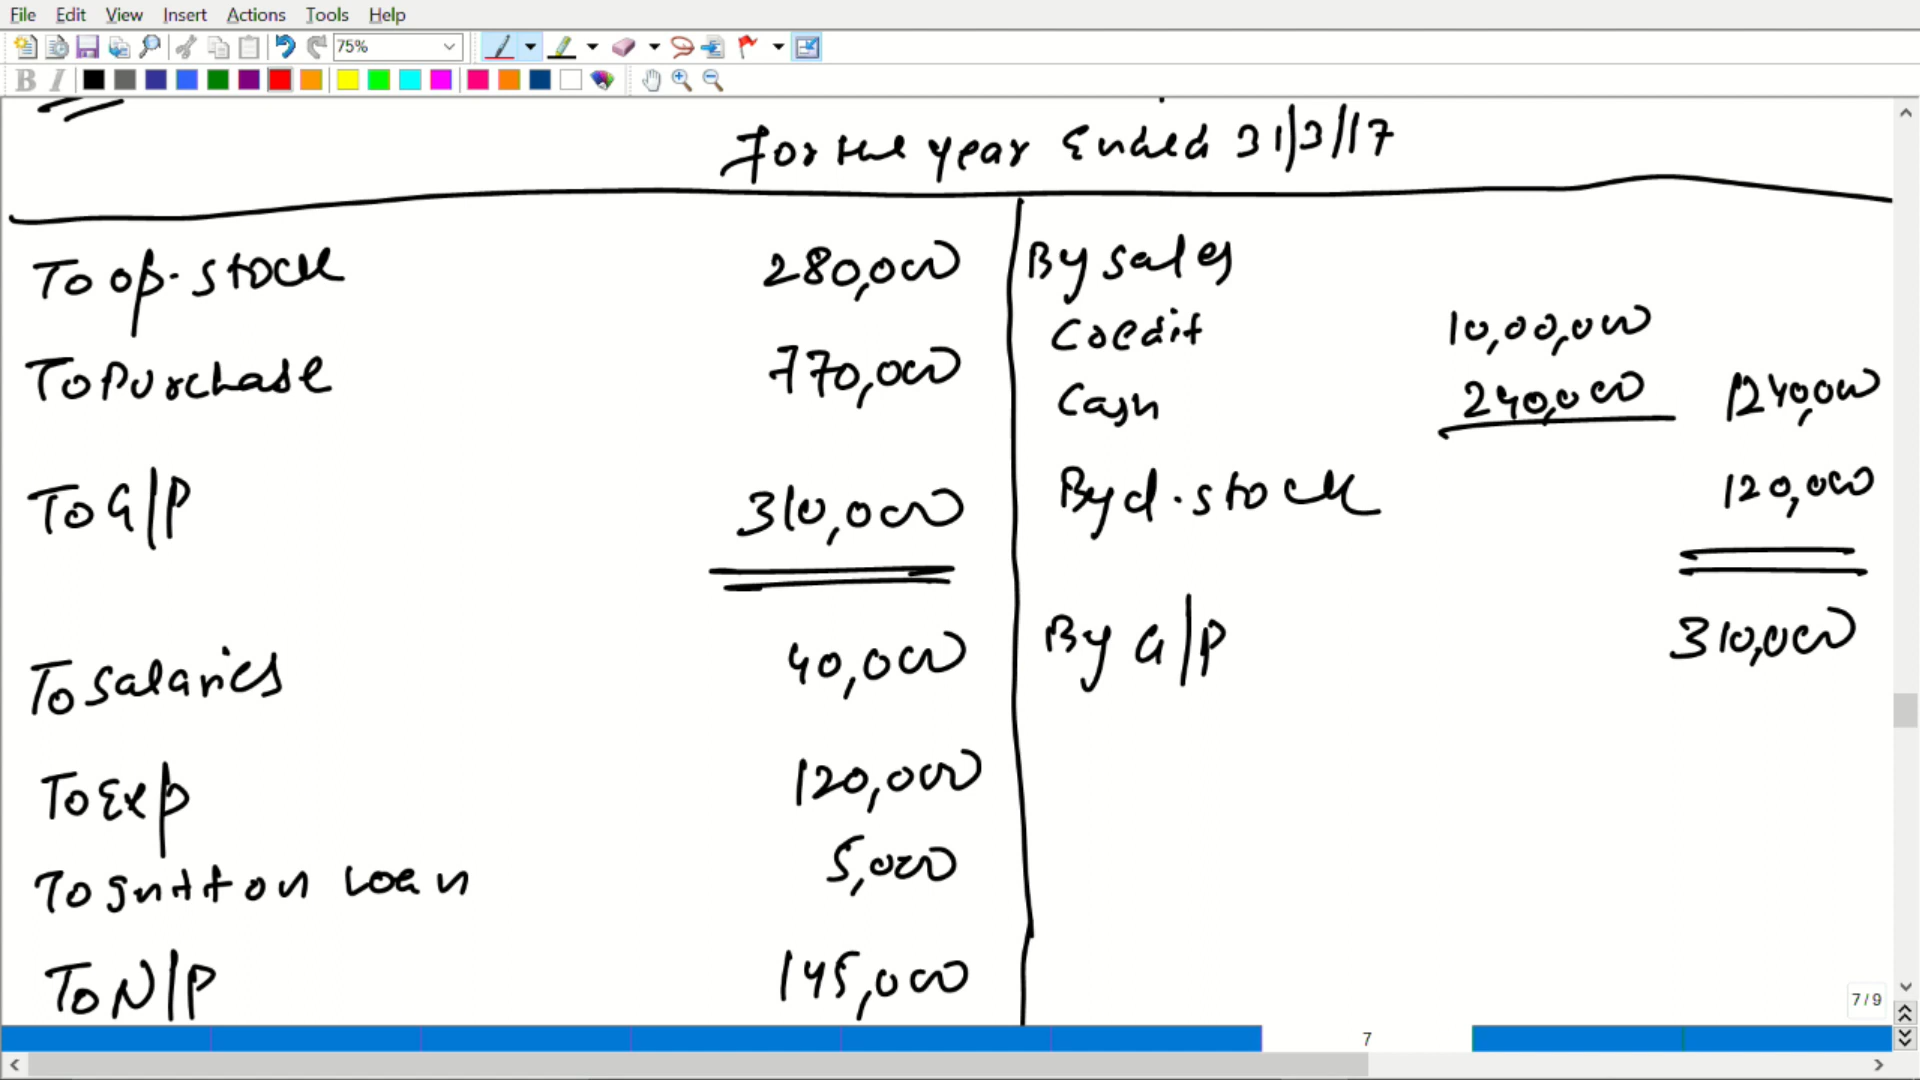 File Edit View Insert Actions Tools Help
75%
B I
For the year Ended 31/3/17
To op. stock 280,000 By sales
Credit 10,00,000
To Purchase 770,000 Cash 240,000 1240,000
To G/P 310,000 By cl. stock 120,000
To salaries 40,000 By G/P 310,000
To Exp 120,000
To Intt on Loan 5,000
To N/P 145,000
7/9
7